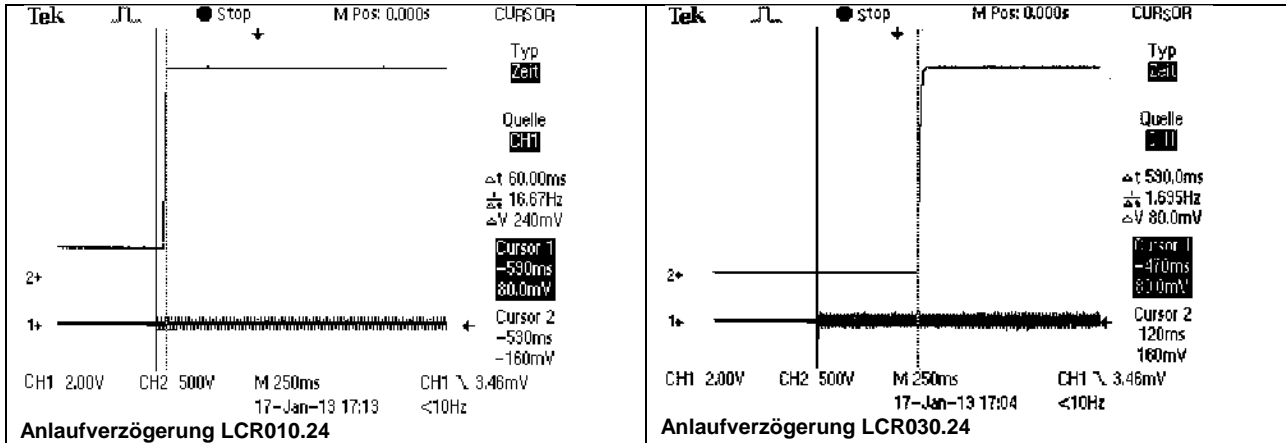 Tek
Stop
M Pos: 0.000s
CURSOR
Typ
Zeit
Quelle
CH1
Δt 60.00ms
1/Δt 16.67Hz
ΔV 240mV
Cursor 1
-590ms
80.0mV
Cursor 2
-530ms
-160mV
2+
1+
CH1 2.00V
CH2 500V
M 250ms
CH1 3.46mV
17-Jan-13 17:13
<10Hz
Anlaufverzögerung LCR010.24
Tek
Stop
M Pos: 0.000s
CURSOR
Typ
Zeit
Quelle
Δt 590.0ms
1/Δt 1.695Hz
ΔV 80.0mV
Cursor 1
-470ms
80.0mV
Cursor 2
120ms
160mV
2+
1+
CH1 2.00V
CH2 500V
M 250ms
CH1 3.46mV
17-Jan-13 17:04
<10Hz
Anlaufverzögerung LCR030.24